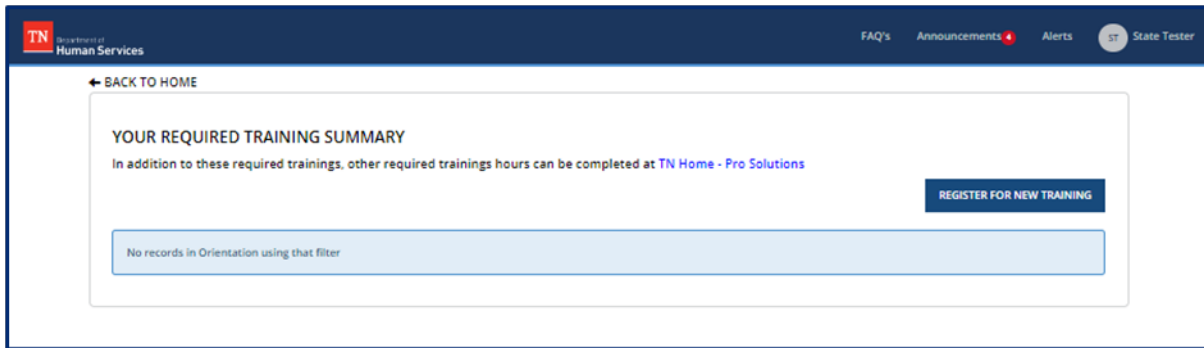 TN Department of
Human Services
FAQ's Announcements 4 Alerts ST State Tester
BACK TO HOME
YOUR REQUIRED TRAINING SUMMARY
In addition to these required trainings, other required trainings hours can be completed at TN Home - Pro Solutions
REGISTER FOR NEW TRAINING
No records in Orientation using that filter